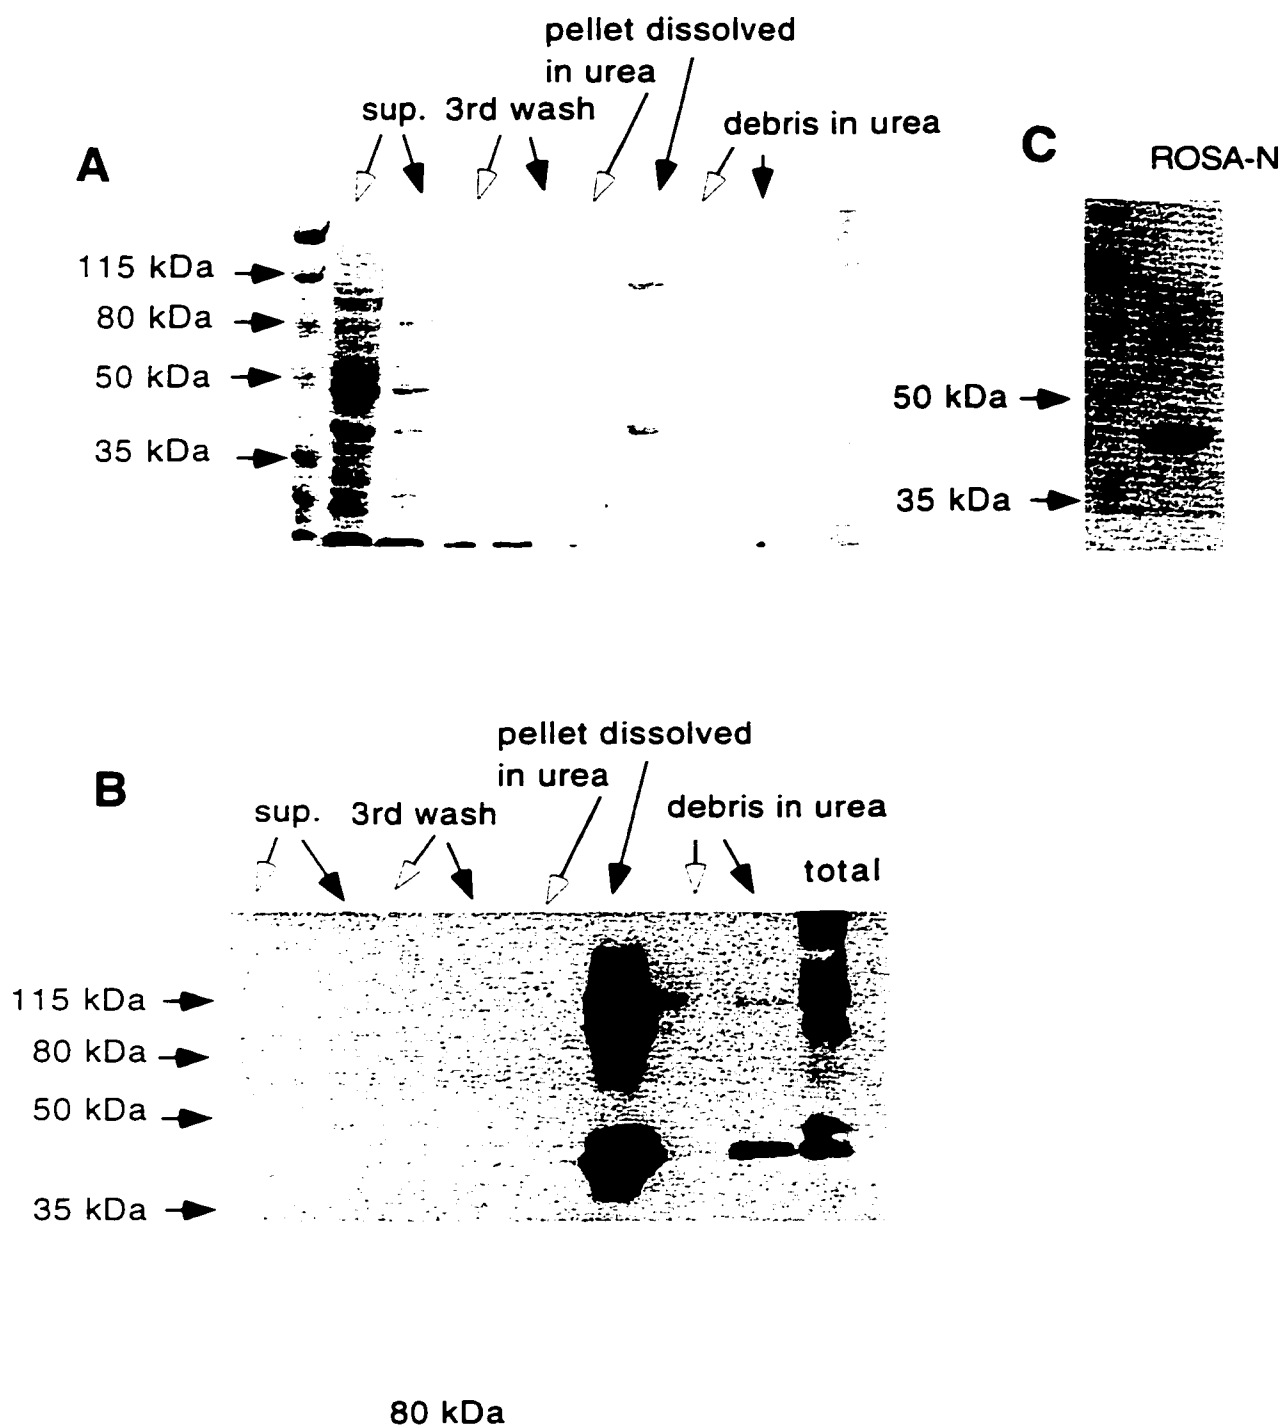 pellet dissolved
in urea
sup. 3rd wash
debris in urea
A
C
ROSA-N
115 kDa
80 kDa
50 kDa
35 kDa
50 kDa
35 kDa
pellet dissolved
in urea
B
sup. 3rd wash
debris in urea
total
115 kDa
80 kDa
50 kDa
35 kDa
80 kDa